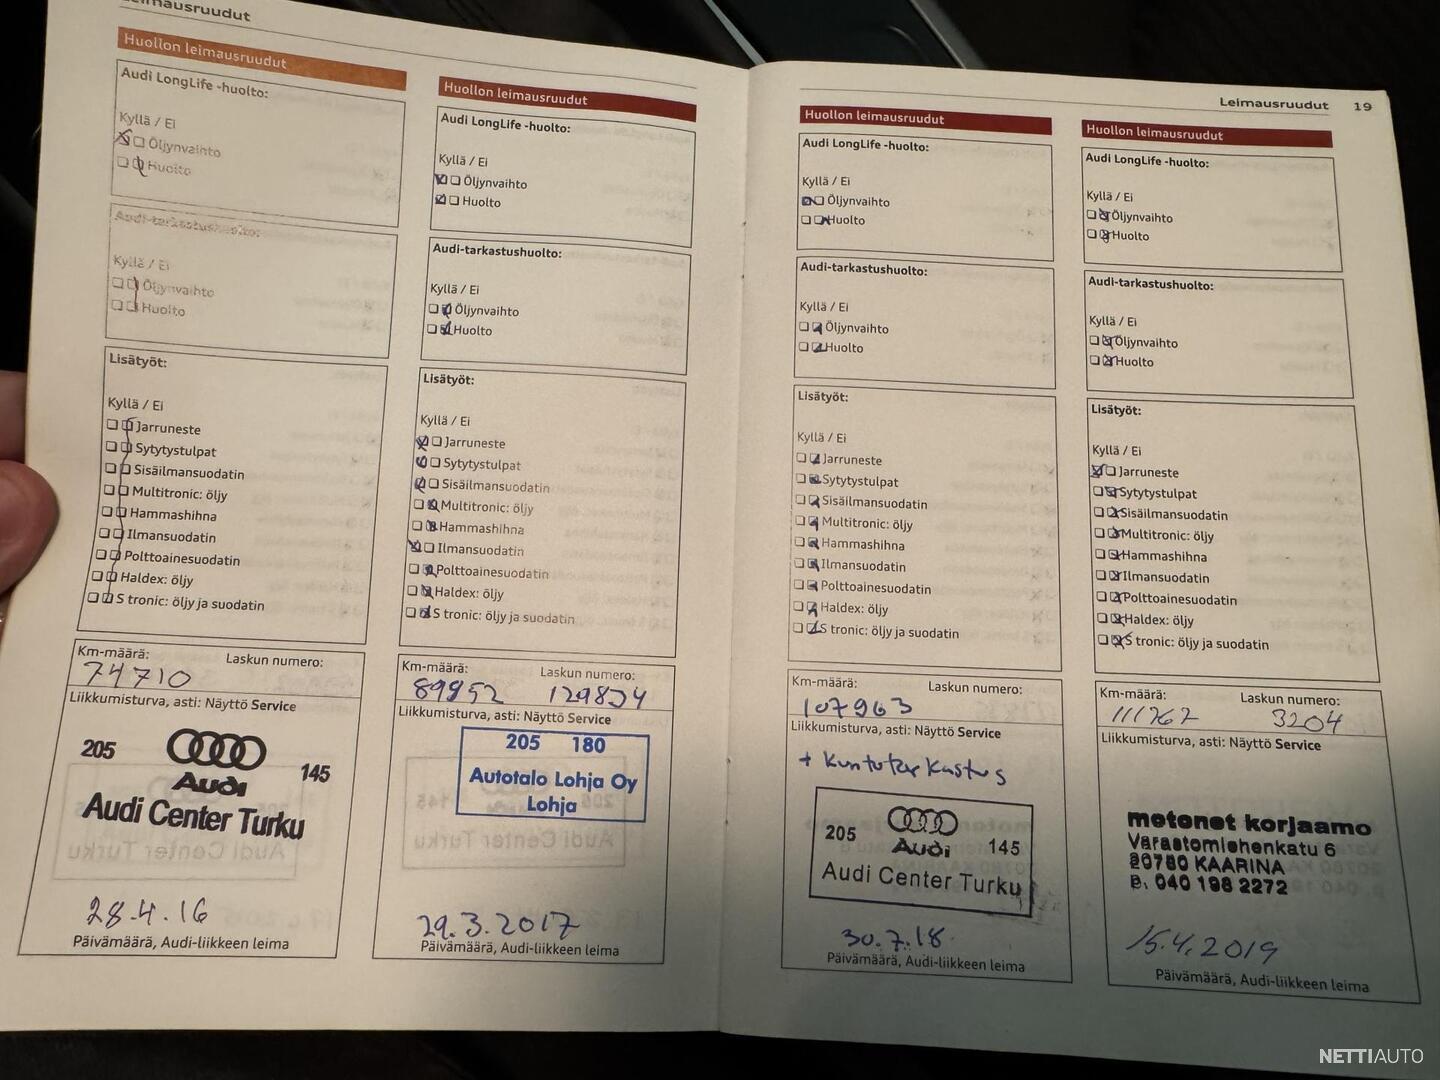 Leimausruudut
Huollon leimausruudut
Audi LongLife -huolto:
Kyllä / Ei
Öljynvaihto
Huolto
Audi-tarkastushuolto:
Kyllä / Ei
Öljynvaihto
Huolto
Lisätyöt:
Kyllä / Ei
Jarruneste
Sytytystulpat
Sisäilmansuodatin
Multitronic: öljy
Hammashihna
Ilmansuodatin
Polttoainesuodatin
Haldex: öljy
S tronic: öljy ja suodatin
Km-määrä: Laskun numero:
74710
Liikkumisturva, asti: Näyttö Service
205 145
Audi
Audi Center Turku
28.4.16
Päivämäärä, Audi-liikkeen leima
Huollon leimausruudut
Audi LongLife -huolto:
Kyllä / Ei
Öljynvaihto
Huolto
Audi-tarkastushuolto:
Kyllä / Ei
Öljynvaihto
Huolto
Lisätyöt:
Kyllä / Ei
Jarruneste
Sytytystulpat
Sisäilmansuodatin
Multitronic: öljy
Hammashihna
Ilmansuodatin
Polttoainesuodatin
Haldex: öljy
S tronic: öljy ja suodatin
Km-määrä: Laskun numero:
89952
Liikkumisturva, asti: Näyttö Service
205 180
Autotalo Lohja Oy
Lohja
29.3.2017
Päivämäärä, Audi-liikkeen leima
Leimausruudut 19
Huollon leimausruudut
Audi LongLife -huolto:
Kyllä / Ei
Öljynvaihto
Huolto
Audi-tarkastushuolto:
Kyllä / Ei
Öljynvaihto
Huolto
Lisätyöt:
Kyllä / Ei
Jarruneste
Sytytystulpat
Sisäilmansuodatin
Multitronic: öljy
Hammashihna
Ilmansuodatin
Polttoainesuodatin
Haldex: öljy
S tronic: öljy ja suodatin
Km-määrä: Laskun numero:
107963
Liikkumisturva, asti: Näyttö Service
+ kuntotarkastus
205 145
Audi
Audi Center Turku
30.7.18
Päivämäärä, Audi-liikkeen leima
Huollon leimausruudut
Audi LongLife -huolto:
Kyllä / Ei
Öljynvaihto
Huolto
Audi-tarkastushuolto:
Kyllä / Ei
Öljynvaihto
Huolto
Lisätyöt:
Kyllä / Ei
Jarruneste
Sytytystulpat
Sisäilmansuodatin
Multitronic: öljy
Hammashihna
Ilmansuodatin
Polttoainesuodatin
Haldex: öljy
S tronic: öljy ja suodatin
Km-määrä: Laskun numero:
3204
Liikkumisturva, asti: Näyttö Service
motonet korjaamo
Varastomiehenkatu 6
20780 KAARINA
P. 040 198 2272
15.4.2019
Päivämäärä, Audi-liikkeen leima
NETTIAUTO